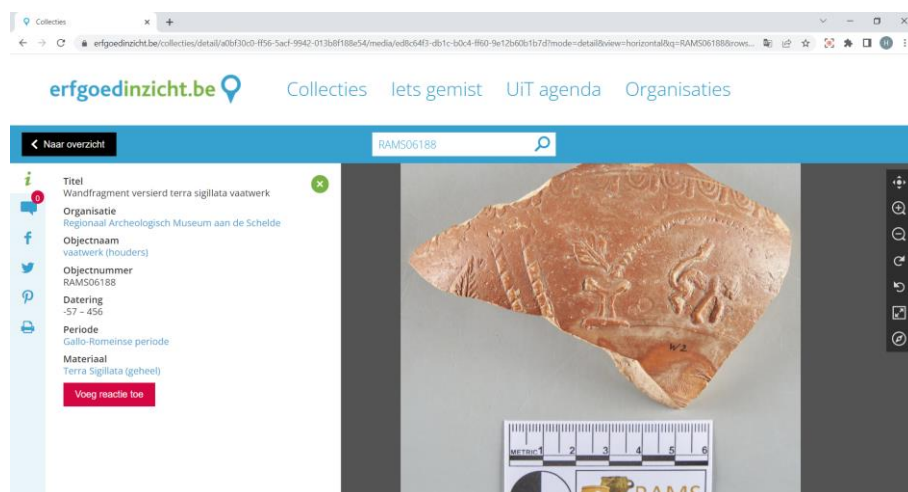 Collecties
erfgoedinzicht.be/collecties/detail/a0bf30c0-ff56-5acf-9942-013b8f188e54/media/ed8c64f3-db1c-b0c4-ff60-9e12b60b1b7d?mode=detail&view=horizontal&q=RAMS06188&rows...
H
erfgoedinzicht.be
Collecties Iets gemist UiT agenda Organisaties
Naar overzicht
RAMS06188
0
Titel
Wandfragment versierd terra sigillata vaatwerk
Organisatie
Regionaal Archeologisch Museum aan de Schelde
Objectnaam
vaatwerk (houders)
Objectnummer
RAMS06188
Datering
-57 – 456
Periode
Gallo-Romeinse periode
Materiaal
Terra Sigillata (geheel)
Voeg reactie toe
W2
METRIC 1 2 3 4 5 6
RAMS